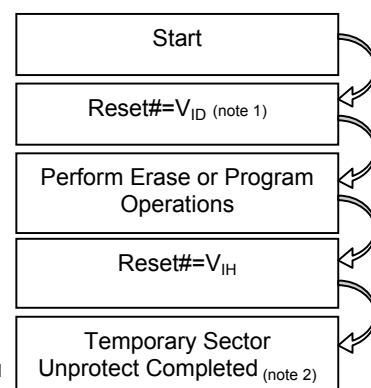 Start
Reset#=V_ID (note 1)
Perform Erase or Program
Operations
Reset#=V_IH
Temporary Sector
Unprotect Completed (note 2)